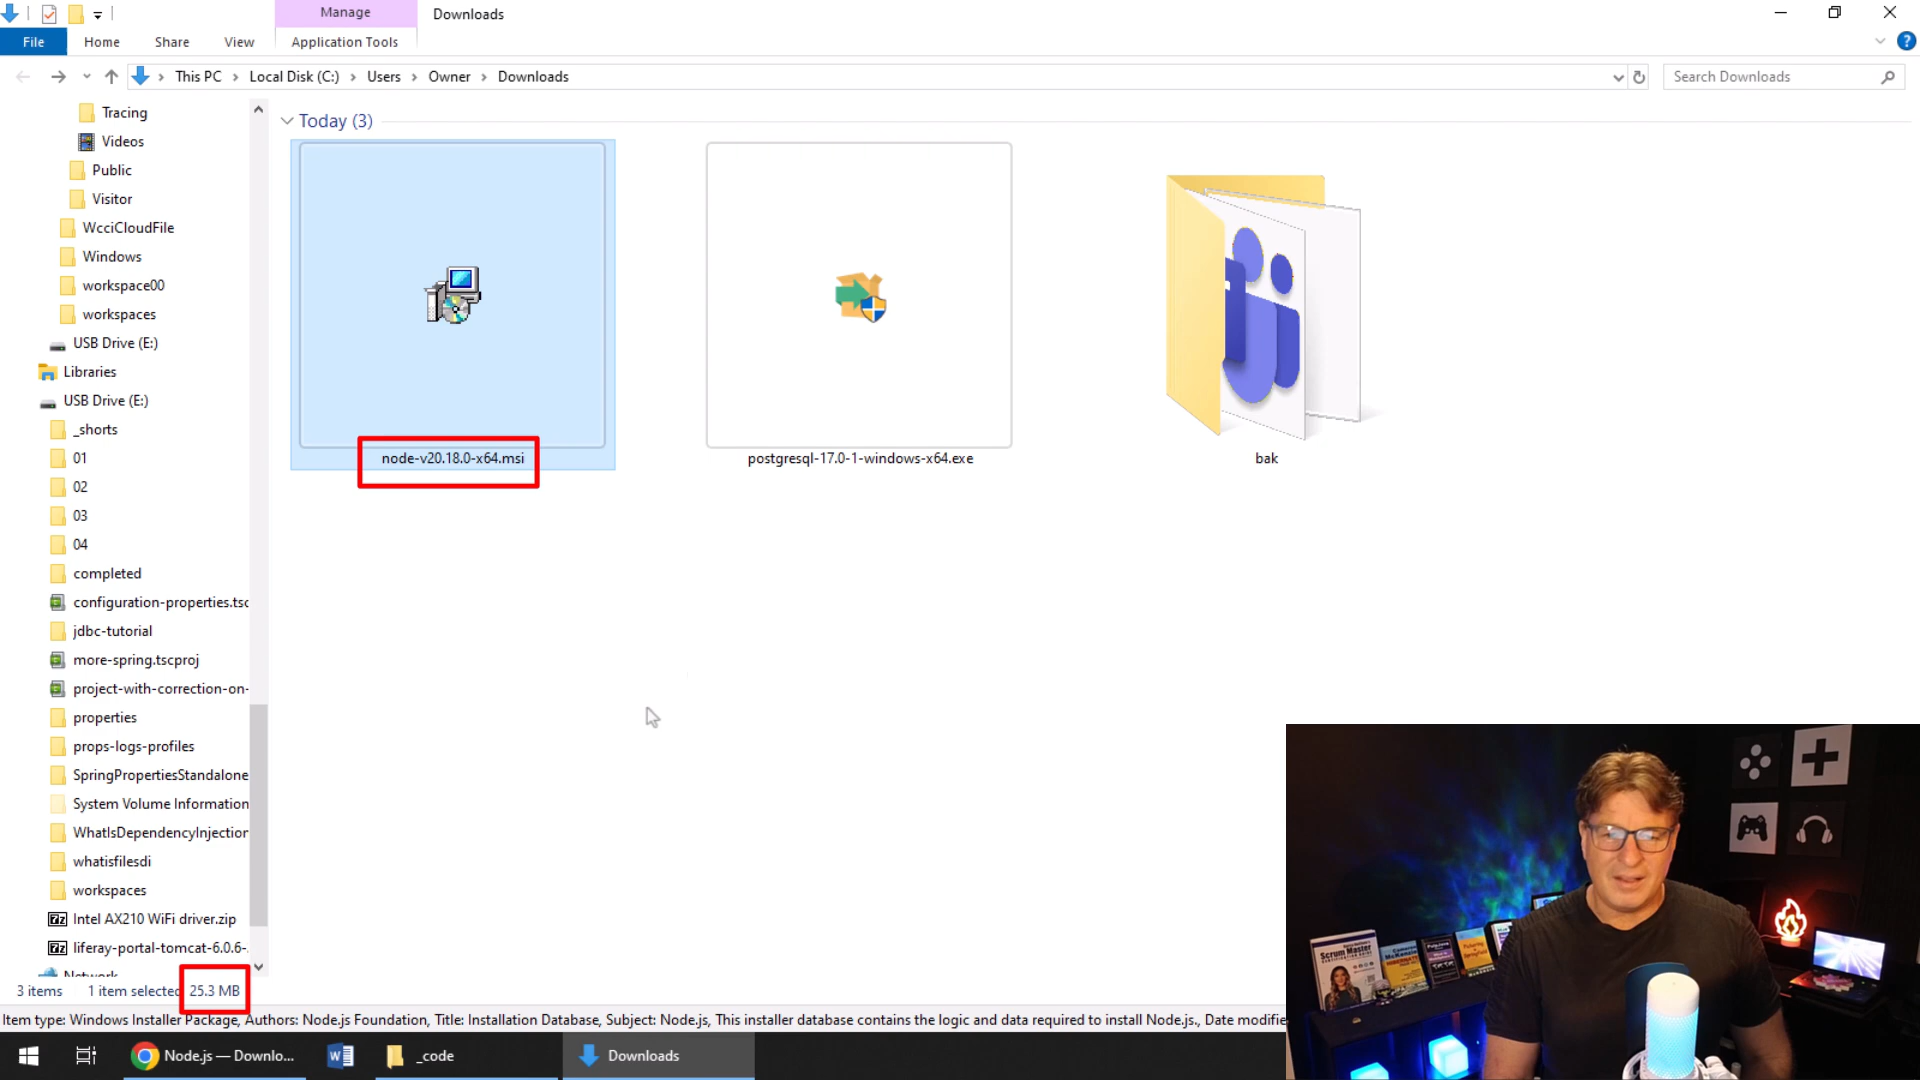 Manage
Downloads
File
Home
Share
View
Application Tools
This PC
Local Disk (C:)
Users
Owner
Downloads
Search Downloads
Tracing
Videos
Public
Visitor
WcciCloudFile
Windows
workspace00
workspaces
USB Drive (E:)
Libraries
USB Drive (E:)
_shorts
01
02
03
04
completed
configuration-properties.tsc
jdbc-tutorial
more-spring.tscproj
project-with-correction-on-
properties
props-logs-profiles
SpringPropertiesStandalone
System Volume Information
WhatIsDependencyInjection
whatisfilesdi
workspaces
Intel AX210 WiFi driver.zip
liferay-portal-tomcat-6.0.6-
Network
Today (3)
node-v20.18.0-x64.msi
postgresql-17.0-1-windows-x64.exe
bak
3 items
1 item selected
25.3 MB
Item type: Windows Installer Package, Authors: Node.js Foundation, Title: Installation Database, Subject: Node.js, This installer database contains the logic and data required to install Node.js., Date modifie
Scrum Master
Node.js — Downlo...
_code
Downloads